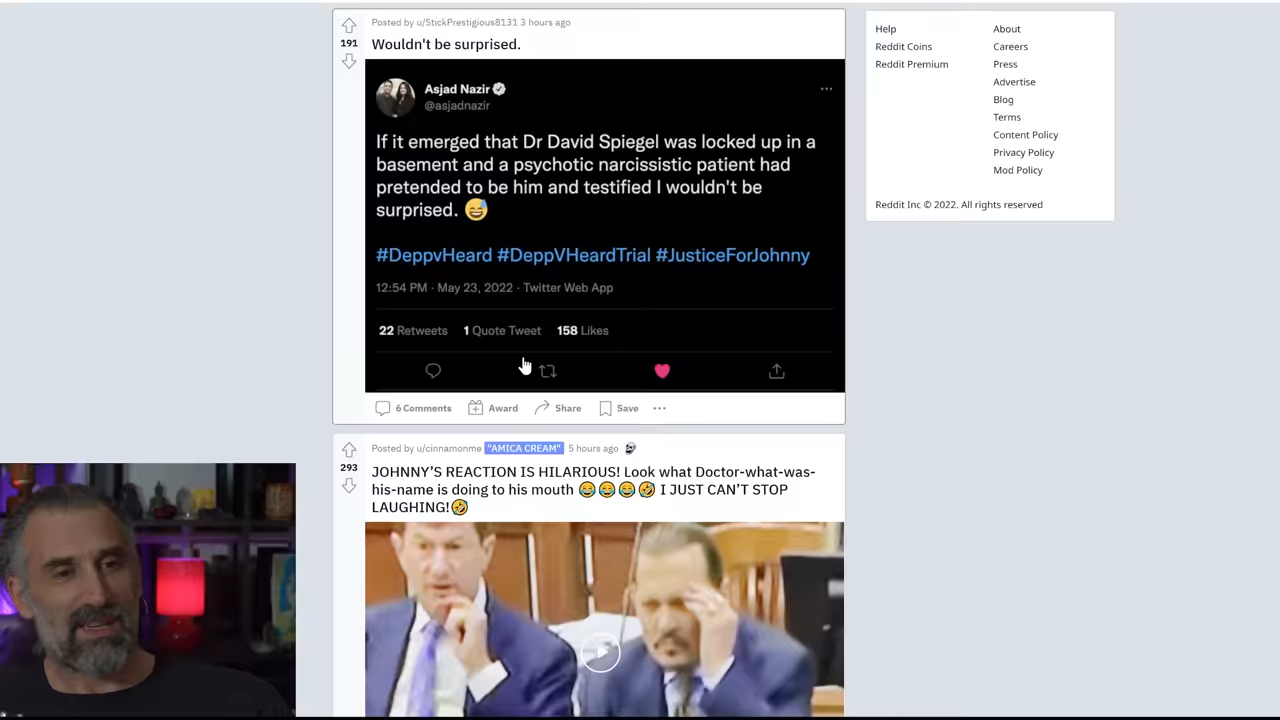 Posted by u/StickPrestigious8131 3 hours ago
191
Wouldn't be surprised.
Asjad Nazir
@asjadnazir
If it emerged that Dr David Spiegel was locked up in a
basement and a psychotic narcissistic patient had
pretended to be him and testified I wouldn't be
surprised. 😅
#DeppvHeard #DeppVHeardTrial #JusticeForJohnny
12:54 PM · May 23, 2022 · Twitter Web App
22 Retweets 1 Quote Tweet 158 Likes
6 Comments Award Share Save
Posted by u/cinnamonme "AMICA CREAM" 5 hours ago
293
JOHNNY'S REACTION IS HILARIOUS! Look what Doctor-what-was-
his-name is doing to his mouth 😂😂😂🤣 I JUST CAN'T STOP
LAUGHING!🤣
Help
Reddit Coins
Reddit Premium
About
Careers
Press
Advertise
Blog
Terms
Content Policy
Privacy Policy
Mod Policy
Reddit Inc © 2022. All rights reserved